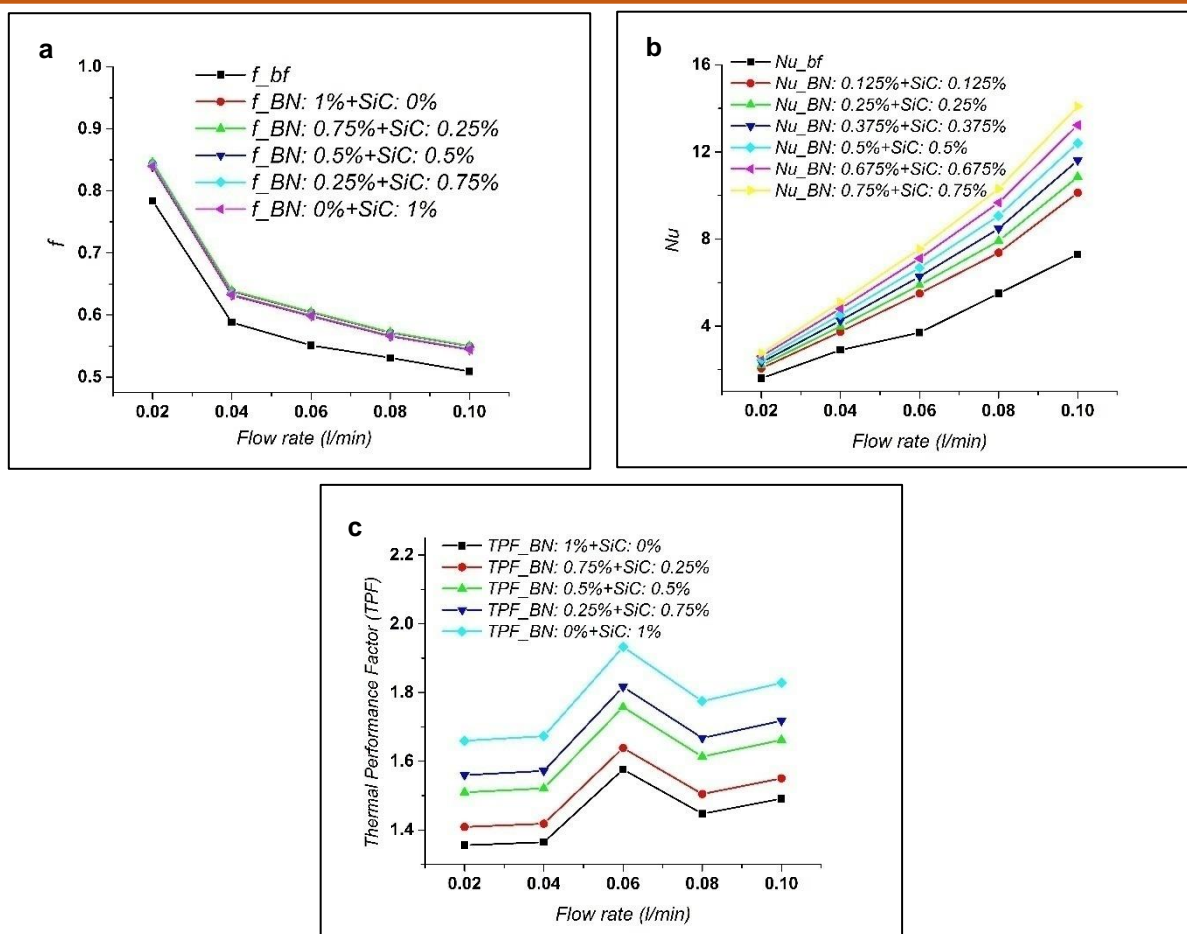 a
1.0
0.9
0.8
0.7
0.6
0.5
f
f_bf
f_BN: 1%+SiC: 0%
f_BN: 0.75%+SiC: 0.25%
f_BN: 0.5%+SiC: 0.5%
f_BN: 0.25%+SiC: 0.75%
f_BN: 0%+SiC: 1%
0.02 0.04 0.06 0.08 0.10
Flow rate (l/min)
b
16
12
8
4
Nu
Nu_bf
Nu_BN: 0.125%+SiC: 0.125%
Nu_BN: 0.25%+SiC: 0.25%
Nu_BN: 0.375%+SiC: 0.375%
Nu_BN: 0.5%+SiC: 0.5%
Nu_BN: 0.675%+SiC: 0.675%
Nu_BN: 0.75%+SiC: 0.75%
0.02 0.04 0.06 0.08 0.10
Flow rate (l/min)
c
2.2
2.0
1.8
1.6
1.4
Thermal Performance Factor (TPF)
TPF_BN: 1%+SiC: 0%
TPF_BN: 0.75%+SiC: 0.25%
TPF_BN: 0.5%+SiC: 0.5%
TPF_BN: 0.25%+SiC: 0.75%
TPF_BN: 0%+SiC: 1%
0.02 0.04 0.06 0.08 0.10
Flow rate (l/min)